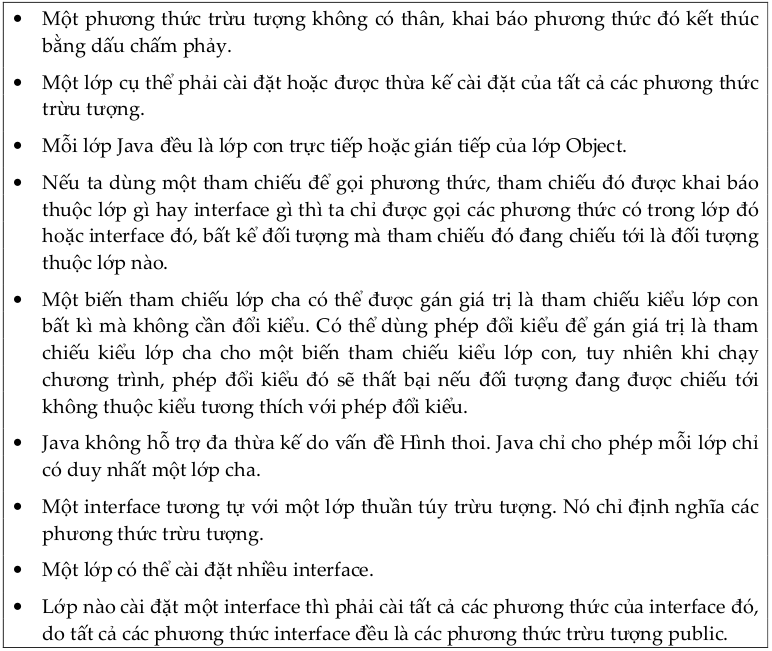 • Một phương thức trừu tượng không có thân, khai báo phương thức đó kết thúc
bằng dấu chấm phảy.
• Một lớp cụ thể phải cài đặt hoặc được thừa kế cài đặt của tất cả các phương thức
trừu tượng.
• Mỗi lớp Java đều là lớp con trực tiếp hoặc gián tiếp của lớp Object.
• Nếu ta dùng một tham chiếu để gọi phương thức, tham chiếu đó được khai báo
thuộc lớp gì hay interface gì thì ta chỉ được gọi các phương thức có trong lớp đó
hoặc interface đó, bất kể đối tượng mà tham chiếu đó đang chiếu tới là đối tượng
thuộc lớp nào.
• Một biến tham chiếu lớp cha có thể được gán giá trị là tham chiếu kiểu lớp con
bất kì mà không cần đổi kiểu. Có thể dùng phép đổi kiểu để gán giá trị là tham
chiếu kiểu lớp cha cho một biến tham chiếu kiểu lớp con, tuy nhiên khi chạy
chương trình, phép đổi kiểu đó sẽ thất bại nếu đối tượng đang được chiếu tới
không thuộc kiểu tương thích với phép đổi kiểu.
• Java không hỗ trợ đa thừa kế do vấn đề Hình thoi. Java chỉ cho phép mỗi lớp chỉ
có duy nhất một lớp cha.
• Một interface tương tự với một lớp thuần túy trừu tượng. Nó chỉ định nghĩa các
phương thức trừu tượng.
• Một lớp có thể cài đặt nhiều interface.
• Lớp nào cài đặt một interface thì phải cài tất cả các phương thức của interface đó,
do tất cả các phương thức interface đều là các phương thức trừu tượng public.